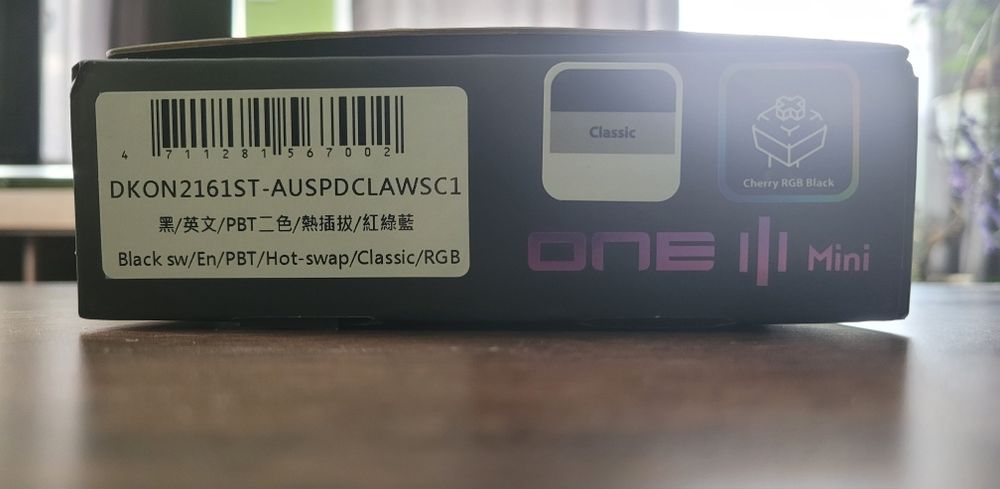 4 711281 567002
DKON2161ST-AUSPDCLAWSC1
黑/英文/PBT二色/熱插拔/紅綠藍
Black sw/En/PBT/Hot-swap/Classic/RGB
Classic
Cherry RGB Black
ONE
Mini